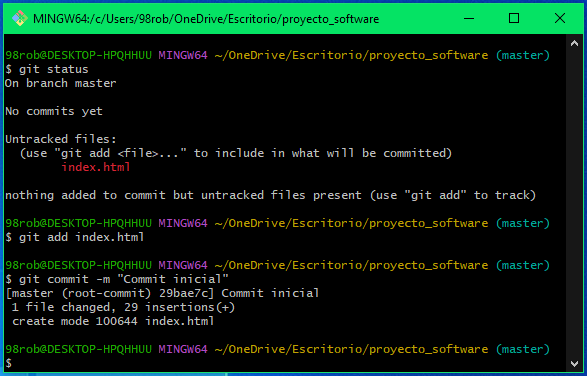 MINGW64:/c/Users/98rob/OneDrive/Escritorio/proyecto_software
98rob@DESKTOP-HPQHHUU MINGW64 ~/OneDrive/Escritorio/proyecto_software (master)
$ git status
On branch master
No commits yet
Untracked files:
  (use "git add <file>..." to include in what will be committed)
        index.html
nothing added to commit but untracked files present (use "git add" to track)
98rob@DESKTOP-HPQHHUU MINGW64 ~/OneDrive/Escritorio/proyecto_software (master)
$ git add index.html
98rob@DESKTOP-HPQHHUU MINGW64 ~/OneDrive/Escritorio/proyecto_software (master)
$ git commit -m "Commit inicial"
[master (root-commit) 29bae7c] Commit inicial
 1 file changed, 29 insertions(+)
 create mode 100644 index.html
98rob@DESKTOP-HPQHHUU MINGW64 ~/OneDrive/Escritorio/proyecto_software (master)
$